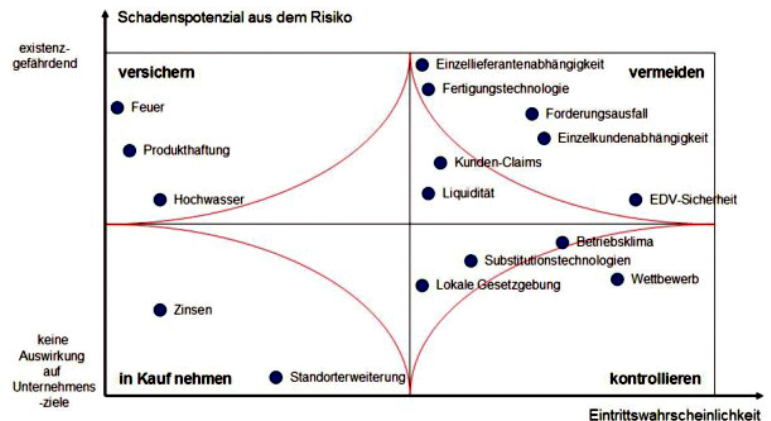 Schadenspotenzial aus dem Risiko
existenz-
gefährdend
versichern
Einzellieferantenabhängigkeit
vermeiden
Fertigungstechnologie
Feuer
Forderungsausfall
Einzelkundenabhängigkeit
Produkthaftung
Kunden-Claims
Liquidität
Hochwasser
EDV-Sicherheit
Betriebsklima
Substitutionstechnologien
Lokale Gesetzgebung
Wettbewerb
Zinsen
keine
Auswirkung
auf
Unternehmens
-ziele
in Kauf nehmen
Standorterweiterung
kontrollieren
Eintrittswahrscheinlichkeit